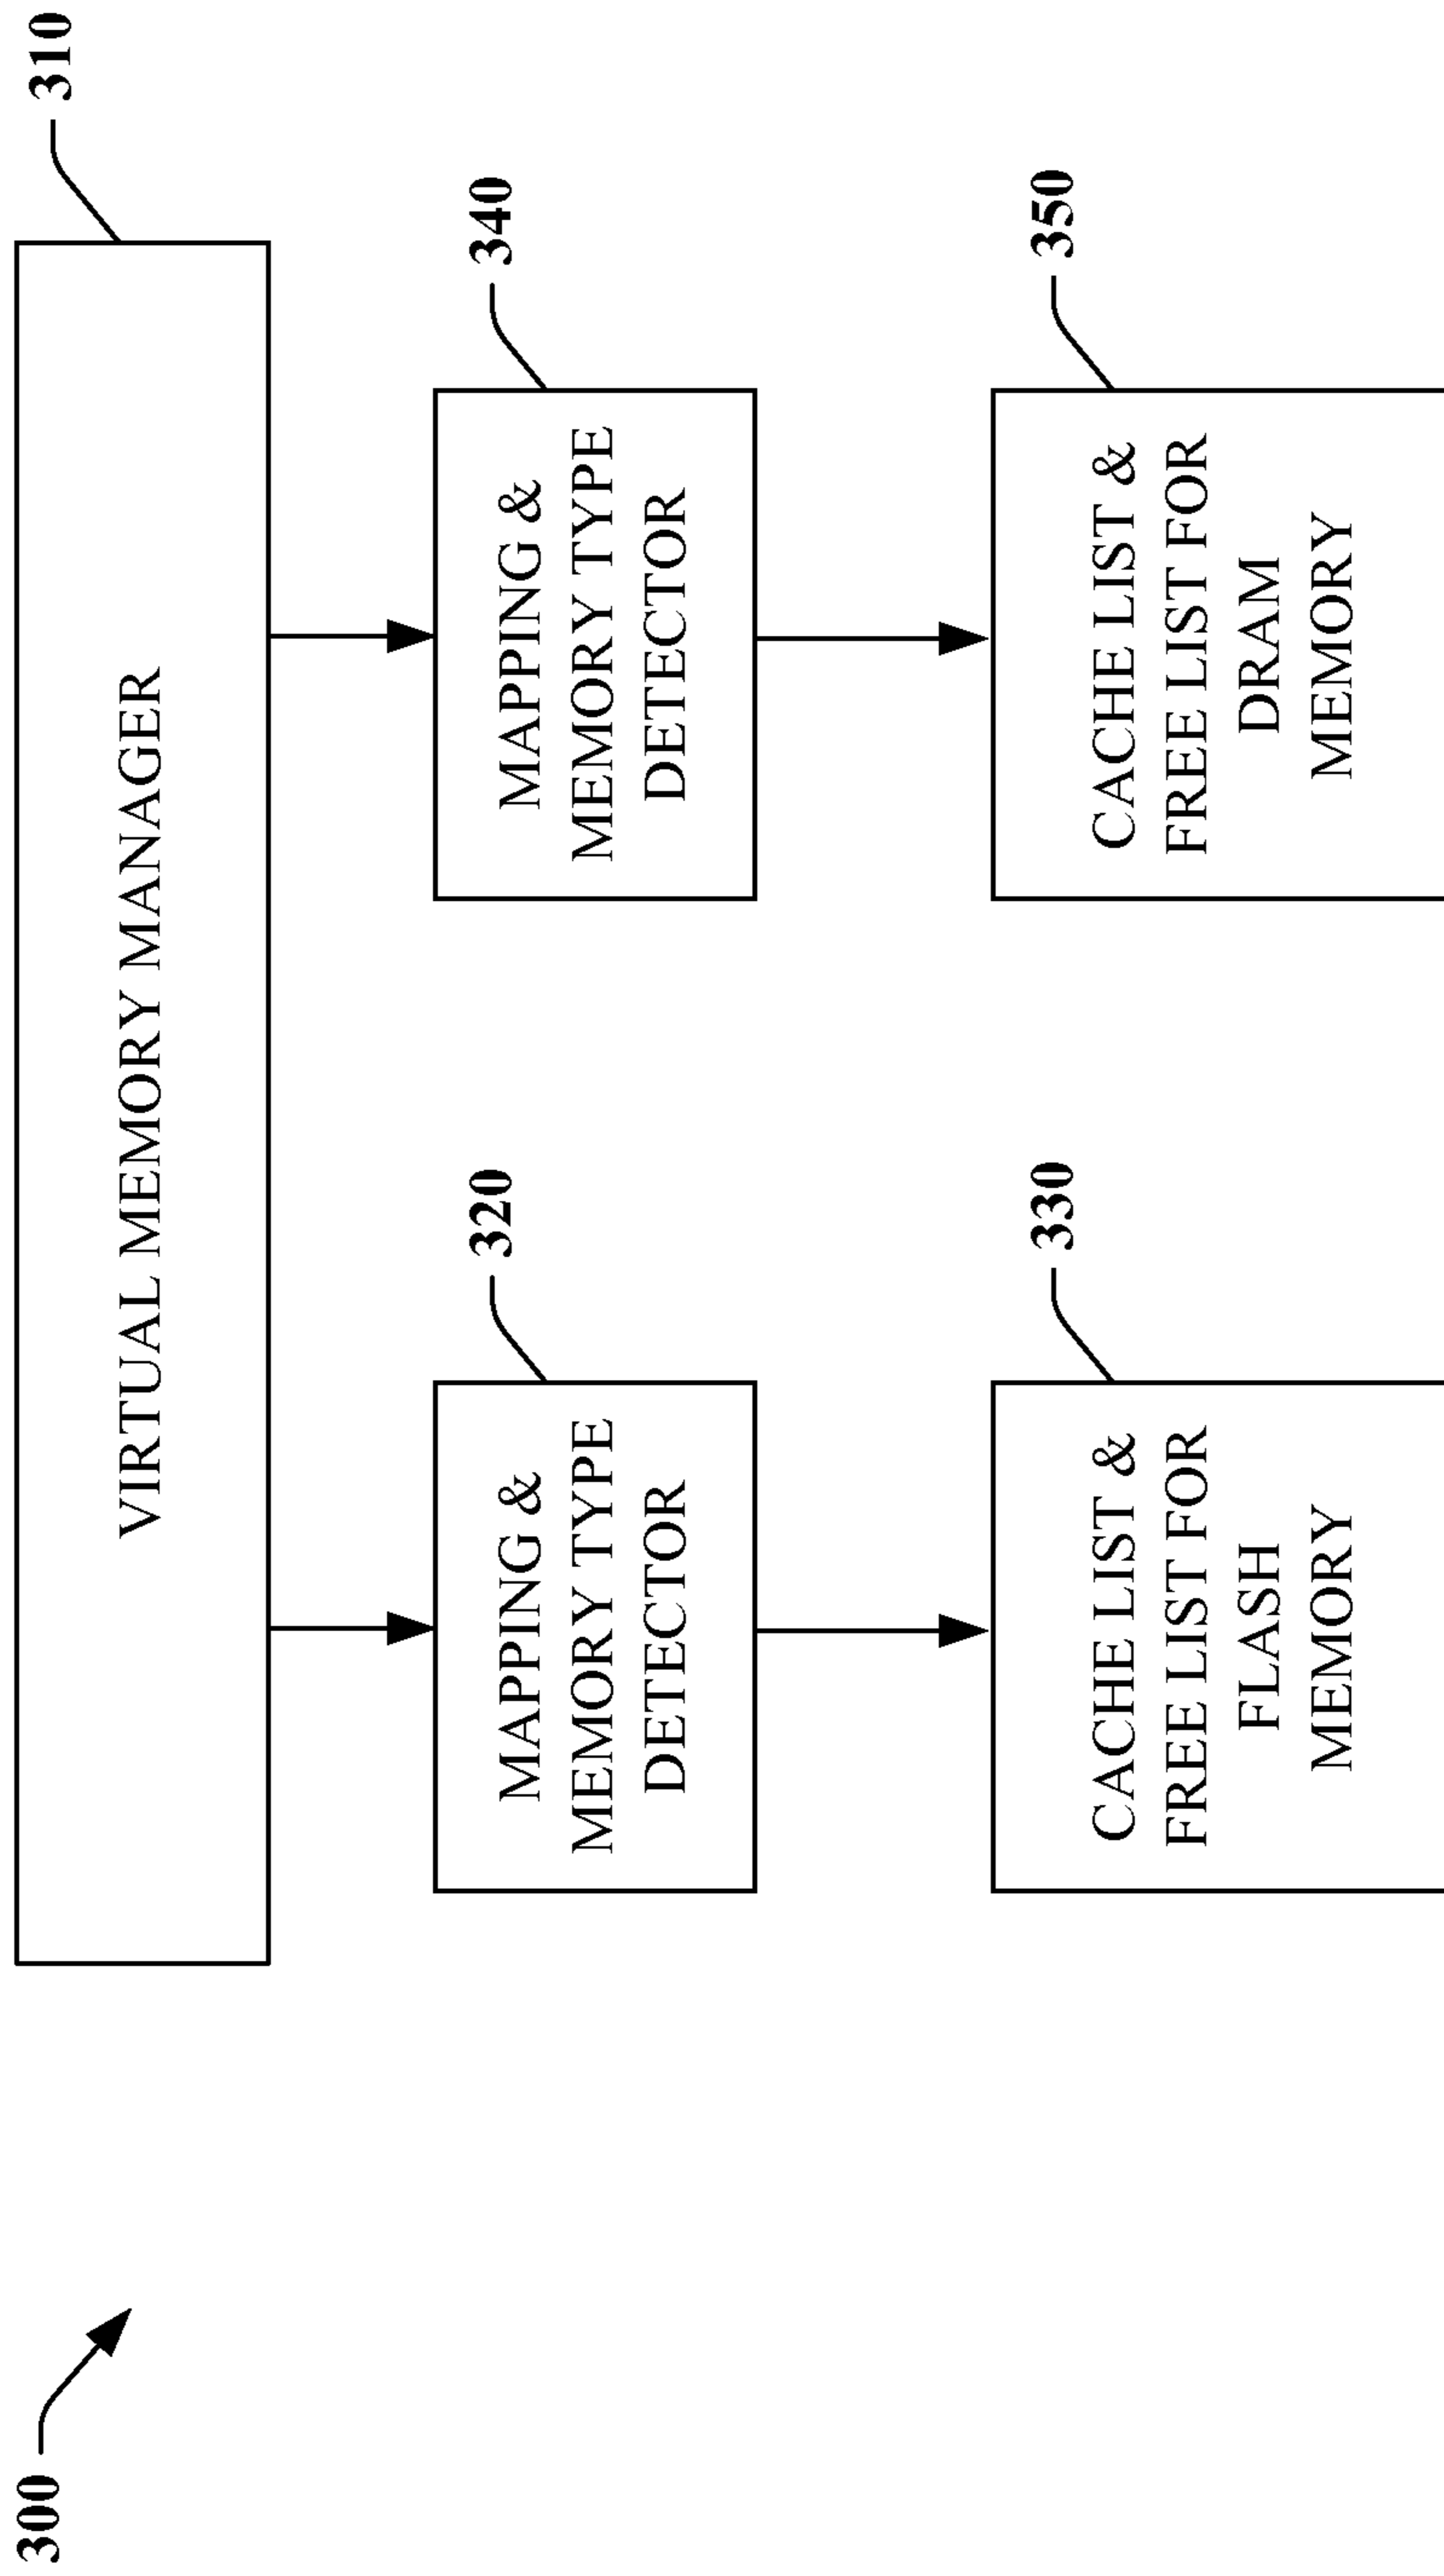 300
310
VIRTUAL MEMORY MANAGER
320
340
MAPPING &
MEMORY TYPE
DETECTOR
MAPPING &
MEMORY TYPE
DETECTOR
330
350
CACHE LIST &
FREE LIST FOR
FLASH
MEMORY
CACHE LIST &
FREE LIST FOR
DRAM
MEMORY